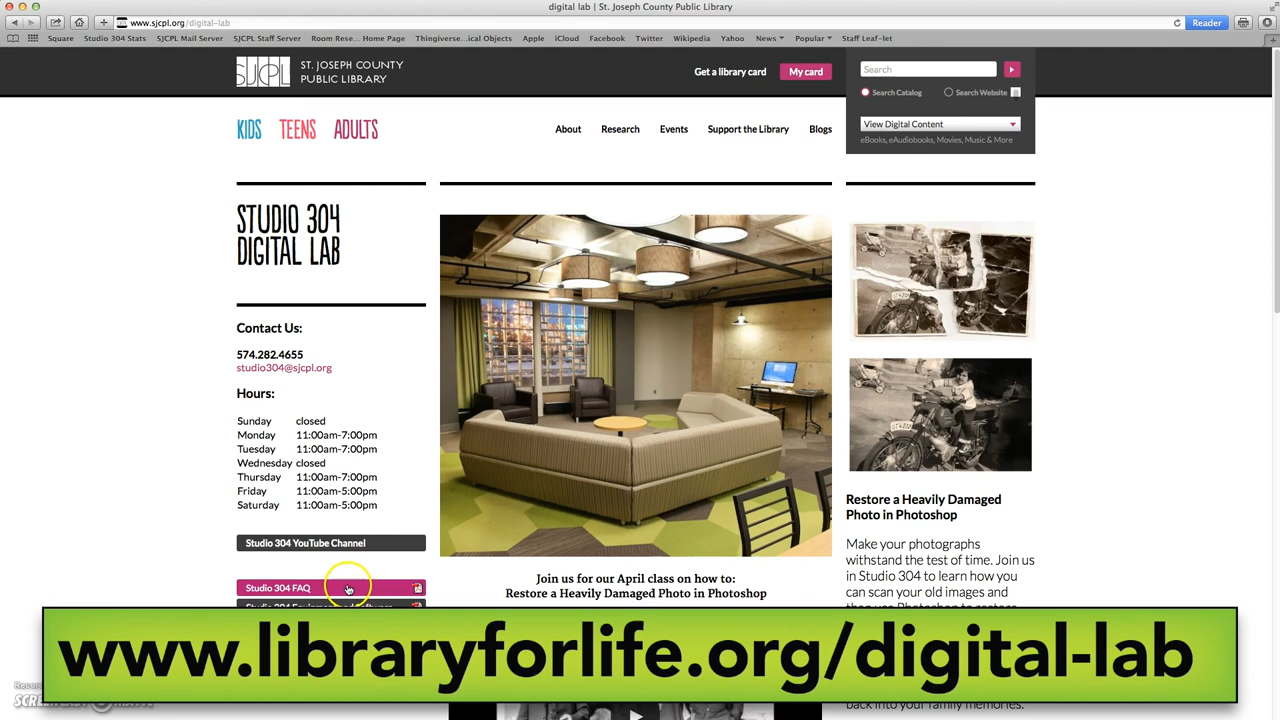 digital lab | St. Joseph County Public Library
www.sjcpl.org/digital-lab
Reader
Square Studio 304 Stats SJCPL Mail Server SJCPL Staff Server Room Rese... Home Page Thingiverse...ical Objects Apple iCloud Facebook Twitter Wikipedia Yahoo News Popular Staff Leaf-let
SJCPL
ST. JOSEPH COUNTY
PUBLIC LIBRARY
Get a library card
My card
Search
Search Catalog
Search Website
View Digital Content
eBooks, eAudiobooks, Movies, Music & More
KIDS TEENS ADULTS
About Research Events Support the Library Blogs
STUDIO 304
DIGITAL LAB
Contact Us:
574.282.4655
studio304@sjcpl.org
Hours:
Sunday closed
Monday 11:00am-7:00pm
Tuesday 11:00am-7:00pm
Wednesday closed
Thursday 11:00am-7:00pm
Friday 11:00am-5:00pm
Saturday 11:00am-5:00pm
Studio 304 YouTube Channel
Studio 304 FAQ
Join us for our April class on how to:
Restore a Heavily Damaged Photo in Photoshop
Restore a Heavily Damaged
Photo in Photoshop
Make your photographs
withstand the test of time. Join us
in Studio 304 to learn how you
can scan your old images and
www.libraryforlife.org/digital-lab
back into your family memories.